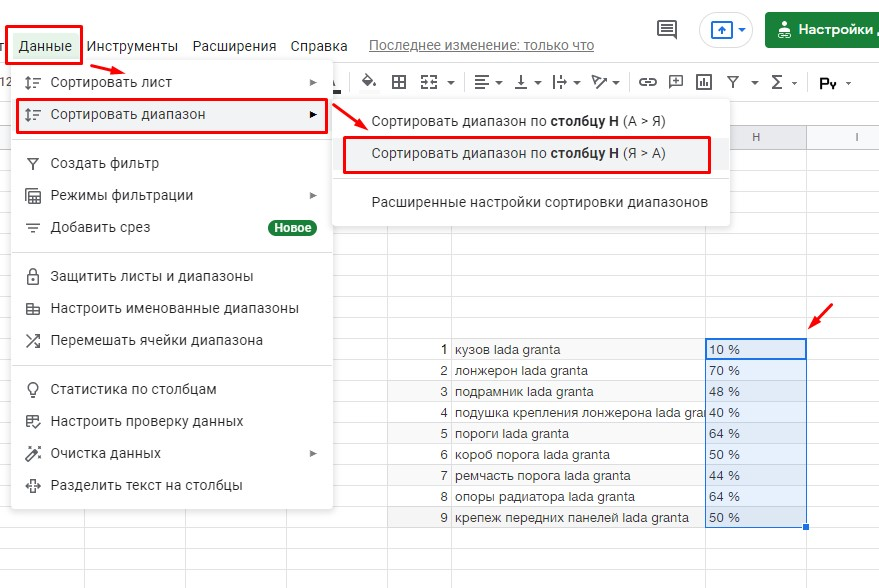 т Данные Инструменты Расширения Справка Последнее изменение: только что
Настройки
12
Сортировать лист
Сортировать диапазон
Создать фильтр
Режимы фильтрации
Добавить срез Новое
Защитить листы и диапазоны
Настроить именованные диапазоны
Перемешать ячейки диапазона
Статистика по столбцам
Настроить проверку данных
Очистка данных
Разделить текст на столбцы
Сортировать диапазон по столбцу H (А > Я)
Сортировать диапазон по столбцу H (Я > А)
Расширенные настройки сортировки диапазонов
H I
1 кузов lada granta 10 %
2 лонжерон lada granta 70 %
3 подрамник lada granta 48 %
4 подушка крепления лонжерона lada gra 40 %
5 пороги lada granta 64 %
6 короб порога lada granta 50 %
7 ремчасть порога lada granta 44 %
8 опоры радиатора lada granta 64 %
9 крепеж передних панелей lada granta 50 %